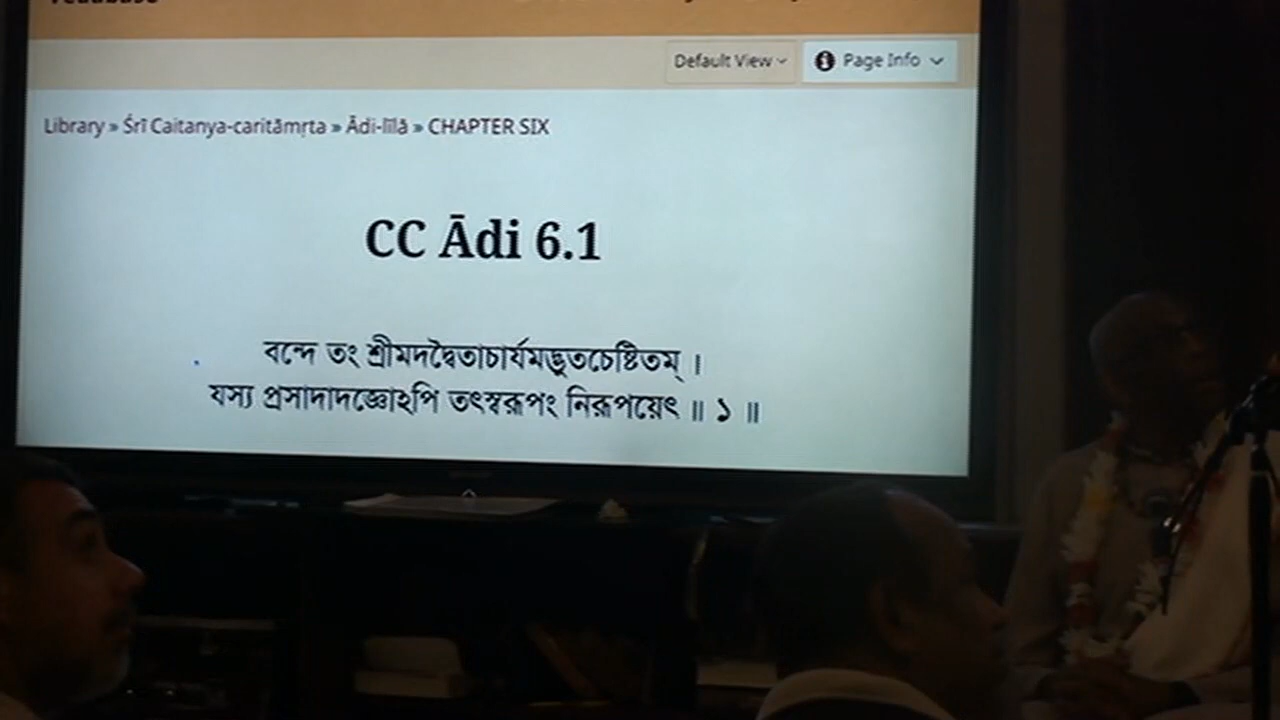 Default View
Page Info
Library » Śrī Caitanya-caritāmṛta » Ādi-līlā » CHAPTER SIX
CC Ādi 6.1
বন্দে তং শ্রীমদদ্বৈতাচার্যমদ্ভুতচেষ্টিতম্ ।
যস্য প্রসাদাদজ্ঞোঽপি তৎস্বরূপং নিরূপয়েৎ ॥ ১ ॥